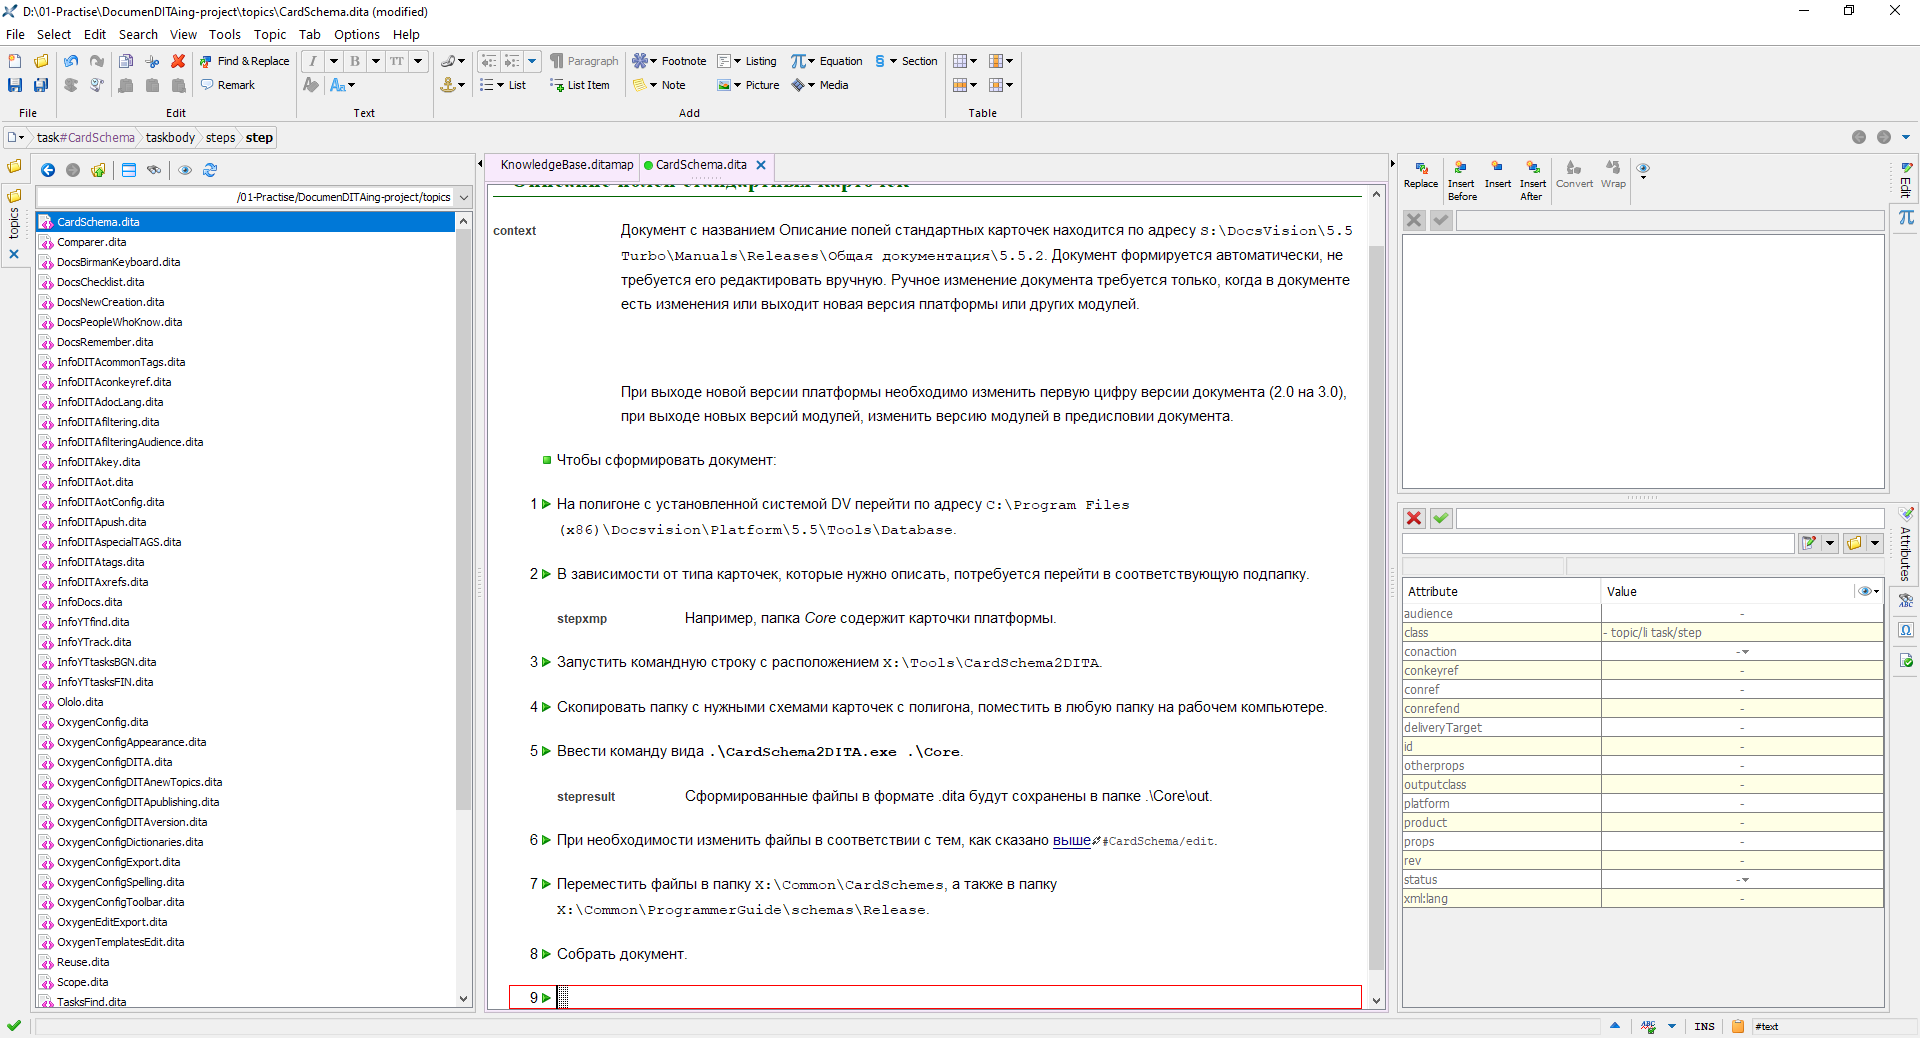 D:\01-Practise\DocumenDITAing-project\topics\CardSchema.dita (modified)
File Select Edit Search View Tools Topic Tab Options Help
Find & Replace
I B TT
Paragraph Footnote Listing Equation Section
Remark
Aa
List List Item Note Picture Media
File Edit Text Add Table
task#CardSchema taskbody steps step
topics
/01-Practise/DocumenDITAing-project/topics
CardSchema.dita
Comparer.dita
DocsBirmanKeyboard.dita
DocsChecklist.dita
DocsNewCreation.dita
DocsPeopleWhoKnow.dita
DocsRemember.dita
InfoDITAcommonTags.dita
InfoDITAconkeyref.dita
InfoDITAdocLang.dita
InfoDITAfiltering.dita
InfoDITAfilteringAudience.dita
InfoDITAkey.dita
InfoDITAot.dita
InfoDITAotConfig.dita
InfoDITApush.dita
InfoDITAspecialTAGS.dita
InfoDITAtags.dita
InfoDITAxrefs.dita
InfoDocs.dita
InfoYTfind.dita
InfoYTrack.dita
InfoYTtasksBGN.dita
InfoYTtasksFIN.dita
Ololo.dita
OxygenConfig.dita
OxygenConfigAppearance.dita
OxygenConfigDITA.dita
OxygenConfigDITAnewTopics.dita
OxygenConfigDITApublishing.dita
OxygenConfigDITAversion.dita
OxygenConfigDictionaries.dita
OxygenConfigExport.dita
OxygenConfigSpelling.dita
OxygenConfigToolbar.dita
OxygenEditExport.dita
OxygenTemplatesEdit.dita
Reuse.dita
Scope.dita
TasksFind.dita
KnowledgeBase.ditamap CardSchema.dita
Описание полей стандартных карточек
context
Документ с названием Описание полей стандартных карточек находится по адресу S:\DocsVision\5.5
Turbo\Manuals\Releases\Общая документация\5.5.2. Документ формируется автоматически, не
требуется его редактировать вручную. Ручное изменение документа требуется только, когда в документе
есть изменения или выходит новая версия платформы или других модулей.
При выходе новой версии платформы необходимо изменить первую цифру версии документа (2.0 на 3.0),
при выходе новых версий модулей, изменить версию модулей в предисловии документа.
Чтобы сформировать документ:
1 На полигоне с установленной системой DV перейти по адресу C:\Program Files
(x86)\Docsvision\Platform\5.5\Tools\Database.
2 В зависимости от типа карточек, которые нужно описать, потребуется перейти в соответствующую подпапку.
stepxmp Например, папка Core содержит карточки платформы.
3 Запустить командную строку с расположением X:\Tools\CardSchema2DITA.
4 Скопировать папку с нужными схемами карточек с полигона, поместить в любую папку на рабочем компьютере.
5 Ввести команду вида .\CardSchema2DITA.exe .\Core.
stepresult Сформированные файлы в формате .dita будут сохранены в папке .\Core\out.
6 При необходимости изменить файлы в соответствии с тем, как сказано выше #CardSchema/edit.
7 Переместить файлы в папку X:\Common\CardSchemes, а также в папку
X:\Common\ProgrammerGuide\schemas\Release.
8 Собрать документ.
9
Replace Insert Before Insert Insert After Convert Wrap
Edit
Attributes
Attribute Value
audience -
class - topic/li task/step
conaction -
conkeyref -
conref -
conrefend -
deliveryTarget -
id -
otherprops -
outputclass -
platform -
product -
props -
rev -
status -
xml:lang -
ABC INS #text